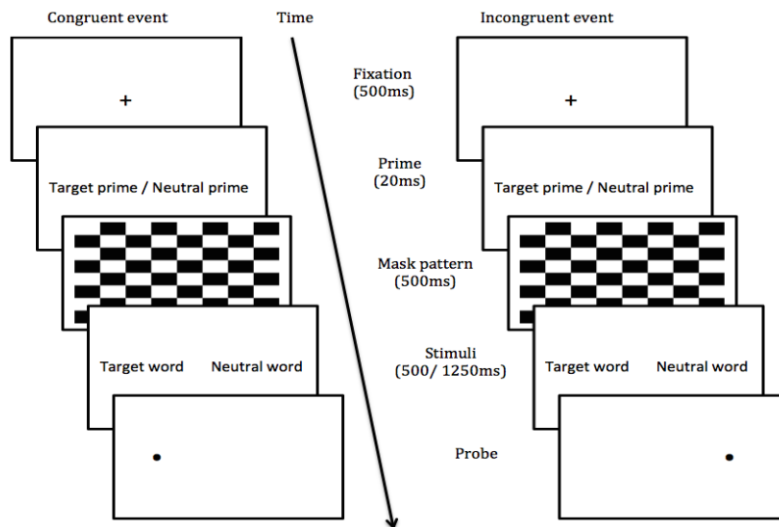 Congruent event
Time
Incongruent event
Fixation
(500ms)
Target prime / Neutral prime
Prime
(20ms)
Target prime / Neutral prime
Mask pattern
(500ms)
Target word Neutral word
Stimuli
(500/ 1250ms)
Target word Neutral word
Probe